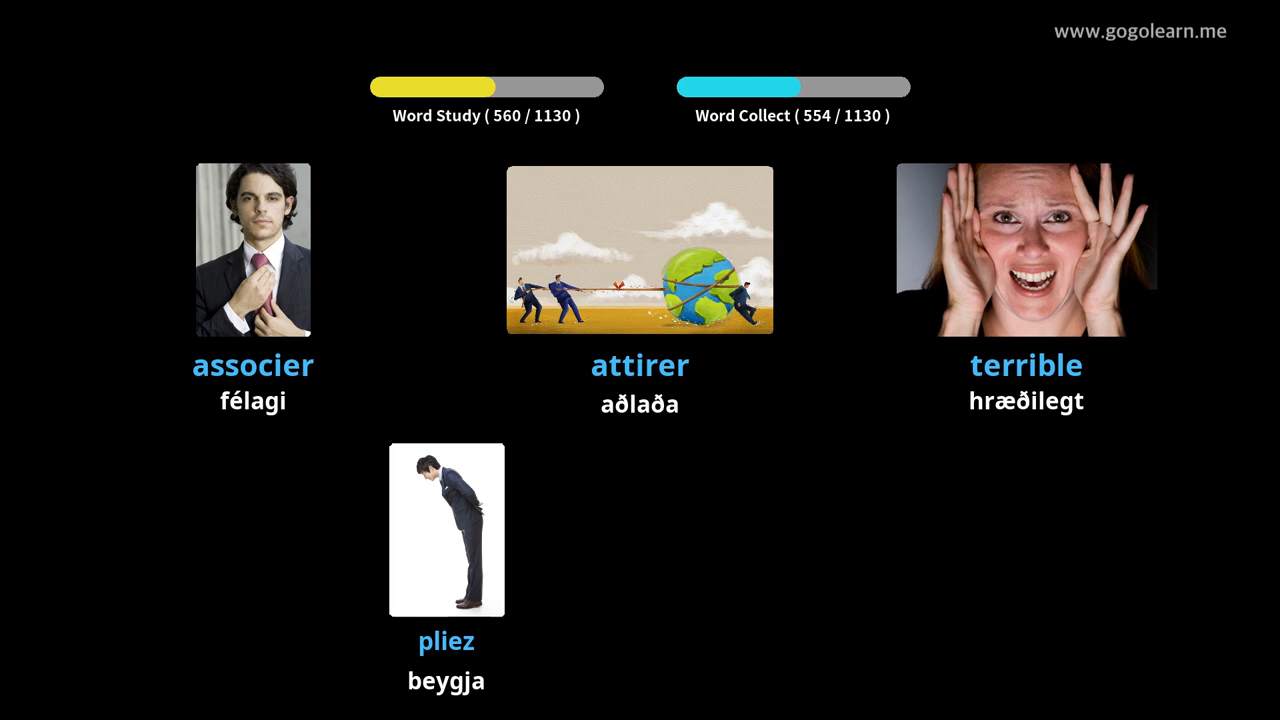 www.gogolearn.me
Word Study ( 560 / 1130 )
Word Collect ( 554 / 1130 )
associer
félagi
attirer
aðlaða
terrible
hræðilegt
pliez
beygja